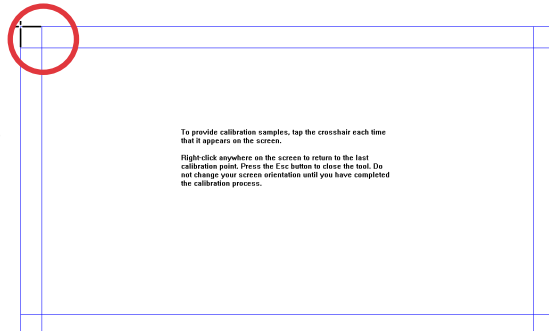 To provide calibration samples, tap the crosshair each time
that it appears on the screen.
Right-click anywhere on the screen to return to the last
calibration point. Press the Esc button to close the tool. Do
not change your screen orientation until you have completed
the calibration process.